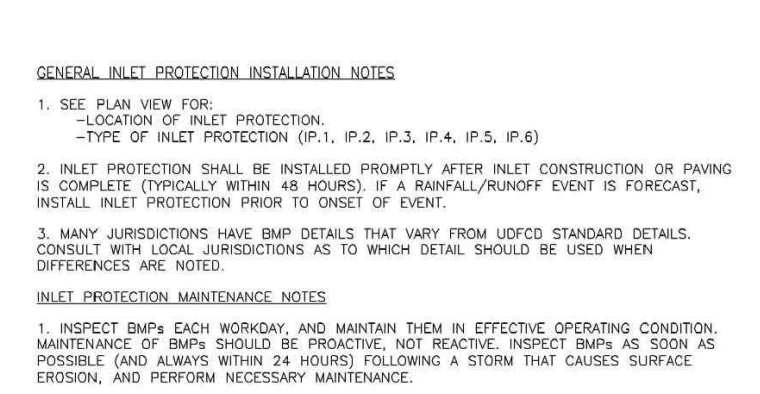 GENERAL INLET PROTECTION INSTALLATION NOTES
1. SEE PLAN VIEW FOR:
-LOCATION OF INLET PROTECTION.
-TYPE OF INLET PROTECTION (IP.1, IP.2, IP.3, IP.4, IP.5, IP.6)
2. INLET PROTECTION SHALL BE INSTALLED PROMPTLY AFTER INLET CONSTRUCTION OR PAVING
IS COMPLETE (TYPICALLY WITHIN 48 HOURS). IF A RAINFALL/RUNOFF EVENT IS FORECAST,
INSTALL INLET PROTECTION PRIOR TO ONSET OF EVENT.
3. MANY JURISDICTIONS HAVE BMP DETAILS THAT VARY FROM UDFCD STANDARD DETAILS.
CONSULT WITH LOCAL JURISDICTIONS AS TO WHICH DETAIL SHOULD BE USED WHEN
DIFFERENCES ARE NOTED.
INLET PROTECTION MAINTENANCE NOTES
1. INSPECT BMPs EACH WORKDAY, AND MAINTAIN THEM IN EFFECTIVE OPERATING CONDITION.
MAINTENANCE OF BMPs SHOULD BE PROACTIVE, NOT REACTIVE. INSPECT BMPs AS SOON AS
POSSIBLE (AND ALWAYS WITHIN 24 HOURS) FOLLOWING A STORM THAT CAUSES SURFACE
EROSION, AND PERFORM NECESSARY MAINTENANCE.